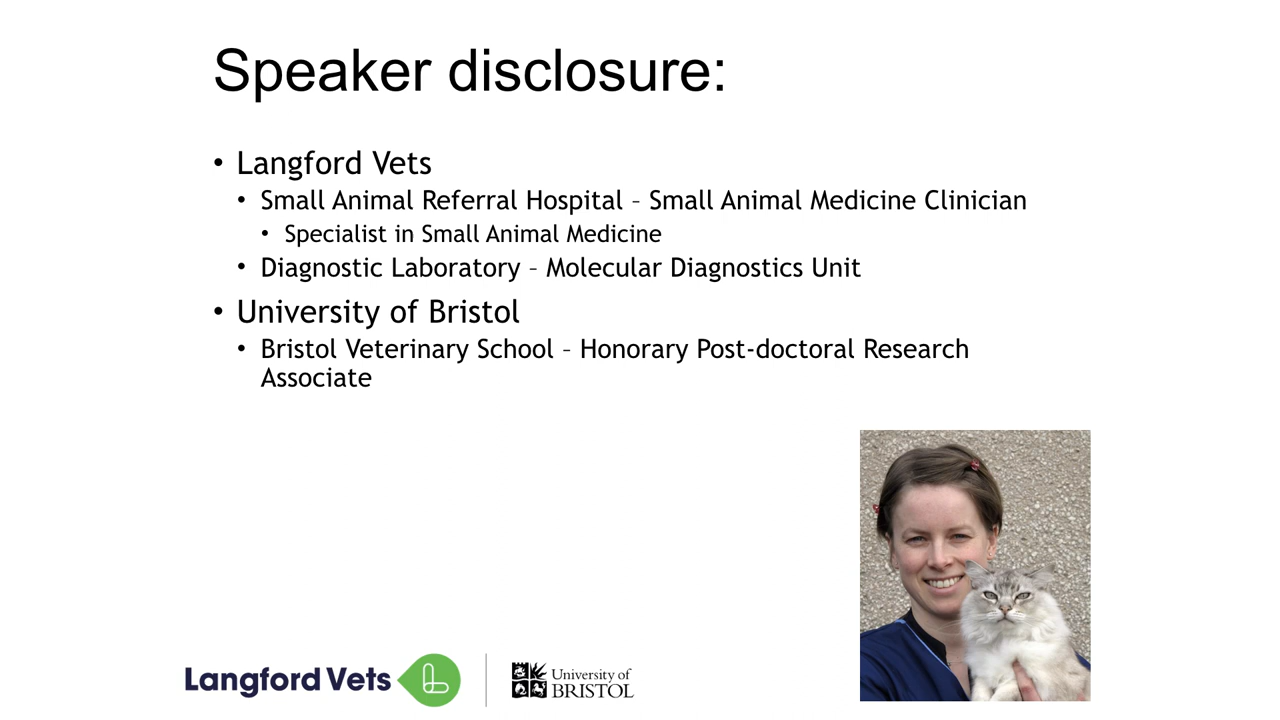 Speaker disclosure:
• Langford Vets
• Small Animal Referral Hospital – Small Animal Medicine Clinician
• Specialist in Small Animal Medicine
• Diagnostic Laboratory – Molecular Diagnostics Unit
• University of Bristol
• Bristol Veterinary School – Honorary Post-doctoral Research
Associate
Langford Vets
University of
BRISTOL